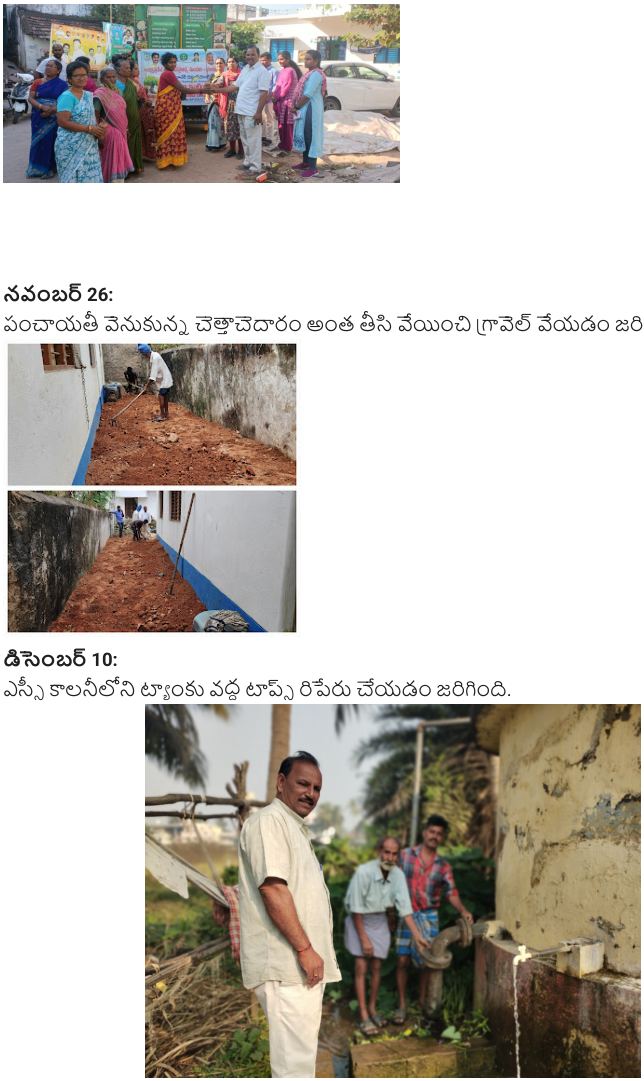 నవంబర్ 26:
పంచాయతీ వెనుకున్న చెత్తాచెదారం అంత తీసి వేయించి గ్రావెల్ వేయడం జరి
డిసెంబర్ 10:
ఎస్సీ కాలనీలోని ట్యాంకు వద్ద టాప్స్ రిపేరు చేయడం జరిగింది.